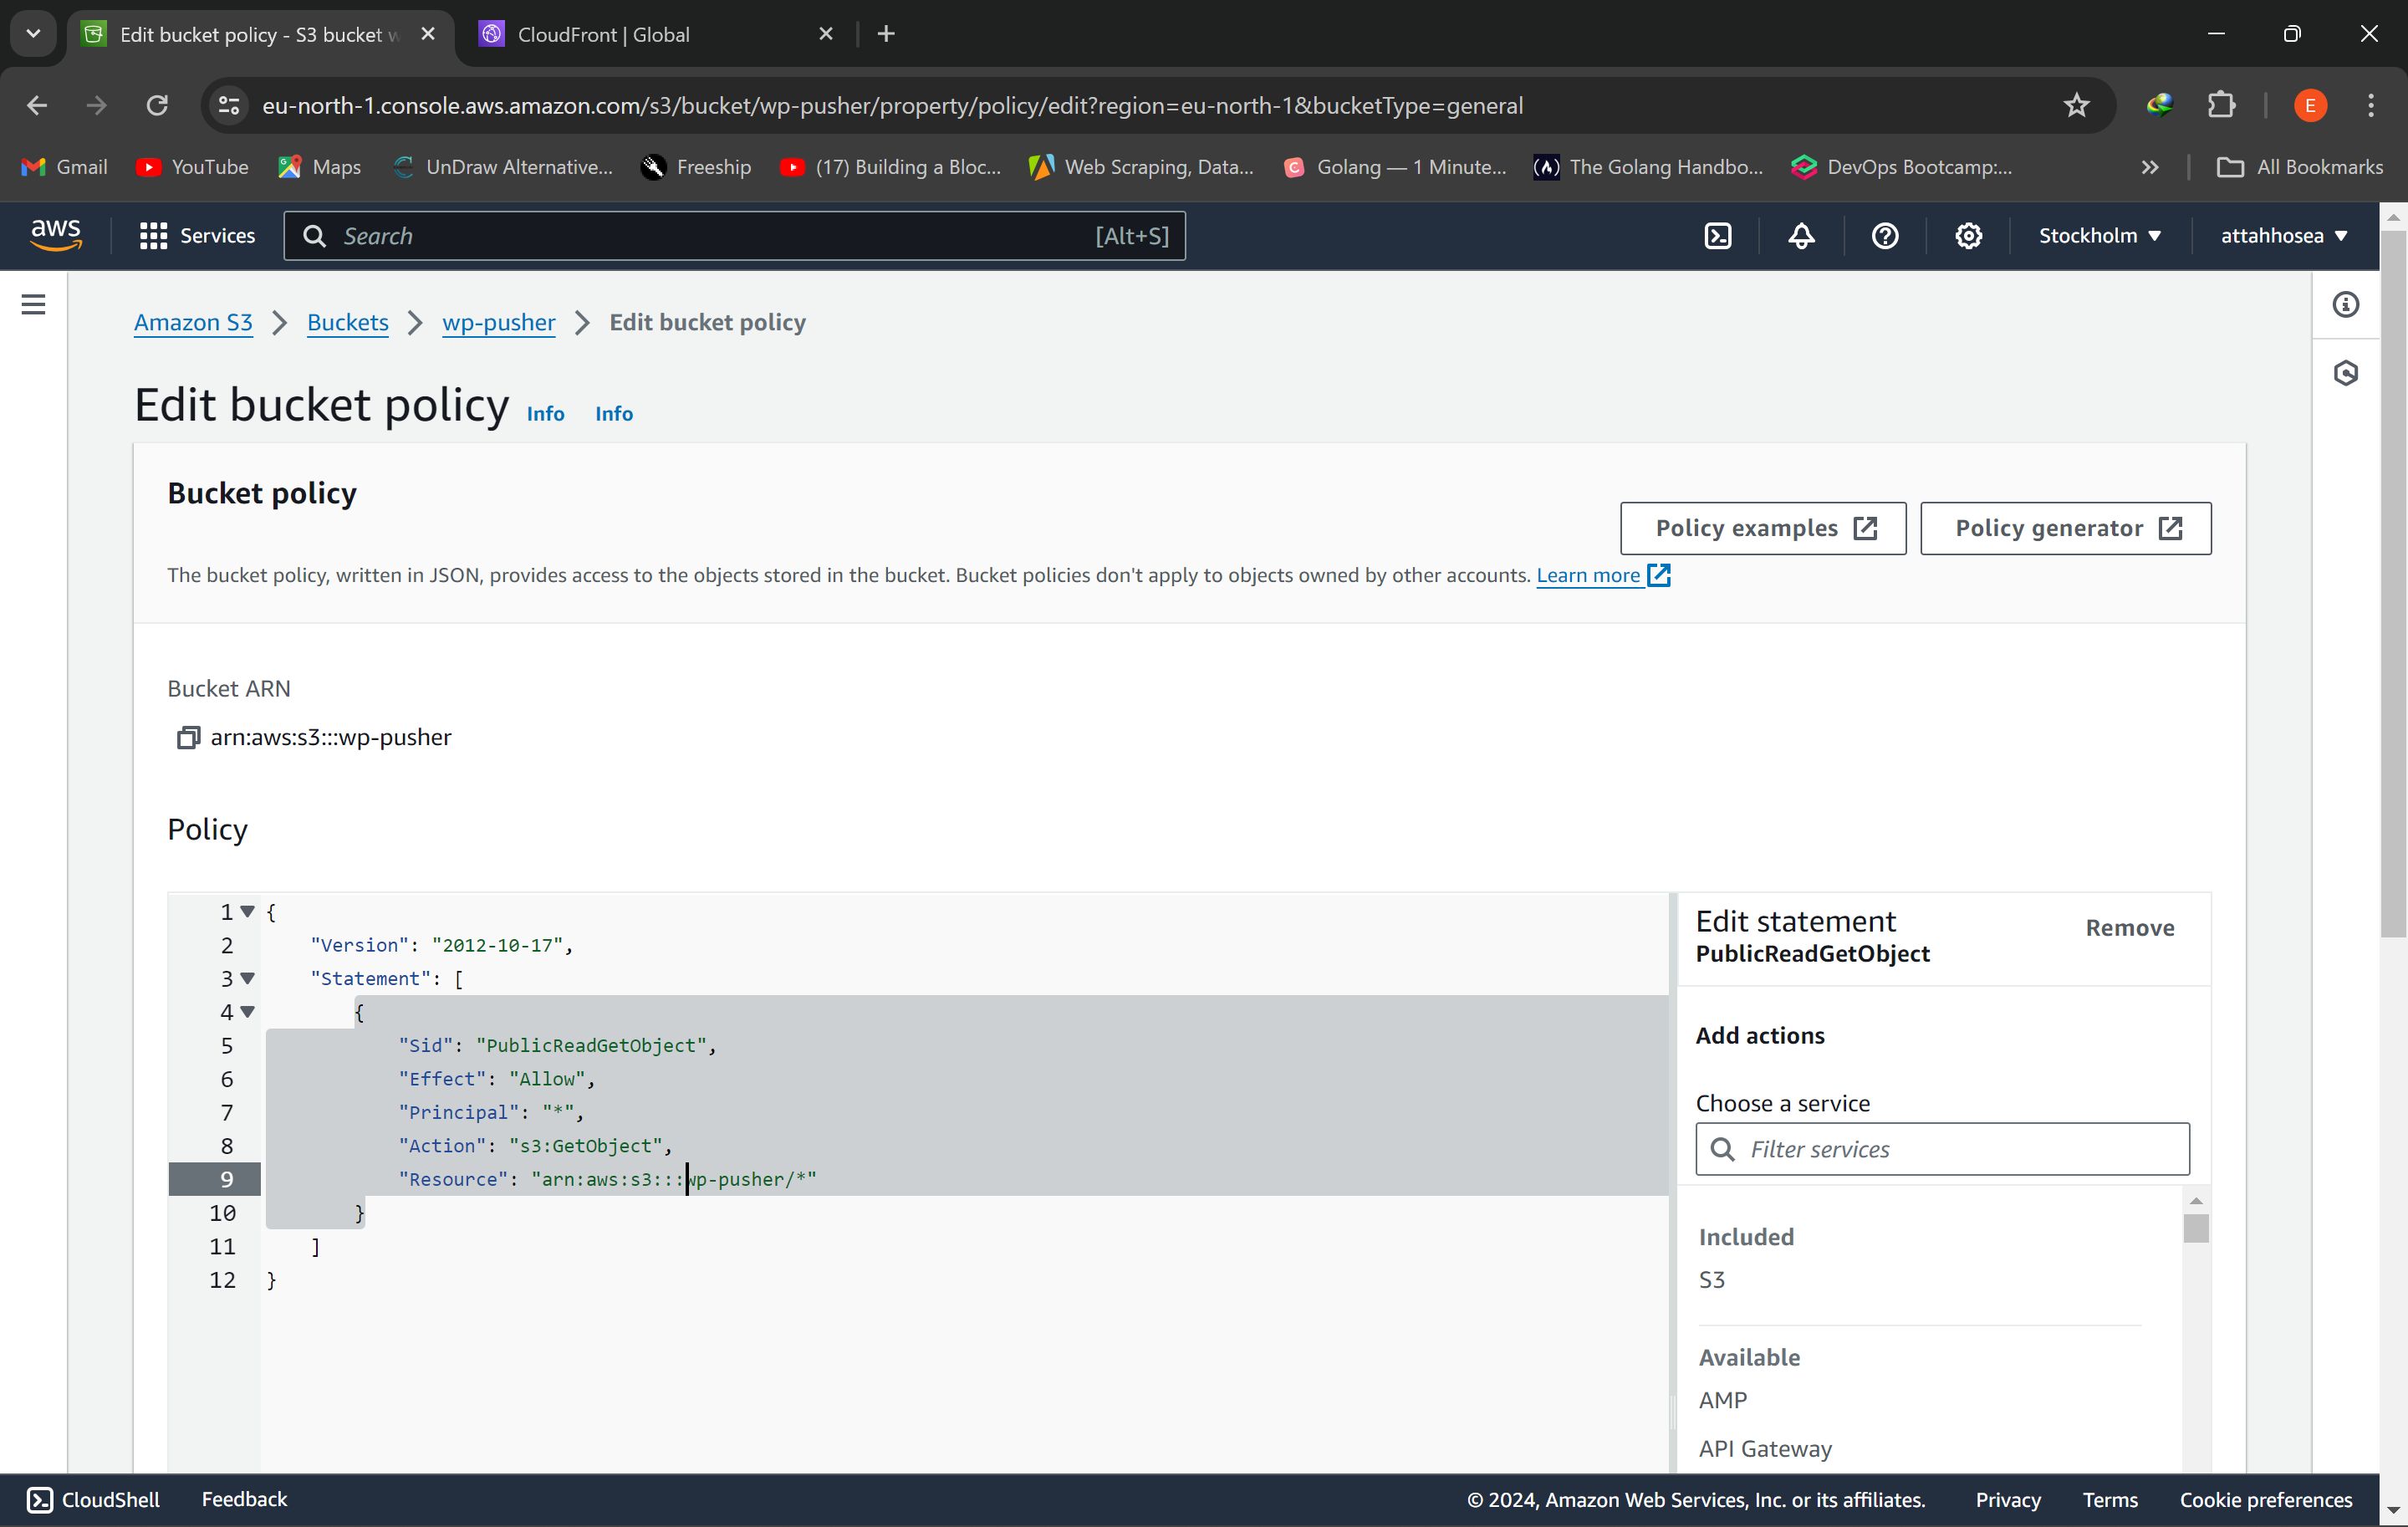 Edit bucket policy - S3 bucket w
CloudFront | Global
eu-north-1.console.aws.amazon.com/s3/bucket/wp-pusher/property/policy/edit?region=eu-north-1&bucketType=general
E
Gmail
YouTube
Maps
UnDraw Alternative...
Freeship
(17) Building a Bloc...
Web Scraping, Data...
Golang — 1 Minute...
The Golang Handbo...
DevOps Bootcamp:...
All Bookmarks
aws
Services
Search
[Alt+S]
Stockholm
attahhosea
Amazon S3
Buckets
wp-pusher
Edit bucket policy
Edit bucket policy Info Info
Bucket policy
Policy examples
Policy generator
The bucket policy, written in JSON, provides access to the objects stored in the bucket. Bucket policies don't apply to objects owned by other accounts. Learn more
Bucket ARN
arn:aws:s3:::wp-pusher
Policy
1 {
2 "Version": "2012-10-17",
3 "Statement": [
4 {
5 "Sid": "PublicReadGetObject",
6 "Effect": "Allow",
7 "Principal": "*",
8 "Action": "s3:GetObject",
9 "Resource": "arn:aws:s3:::wp-pusher/*"
10 }
11 ]
12 }
Edit statement
Remove
PublicReadGetObject
Add actions
Choose a service
Filter services
Included
S3
Available
AMP
API Gateway
CloudShell
Feedback
© 2024, Amazon Web Services, Inc. or its affiliates.
Privacy
Terms
Cookie preferences